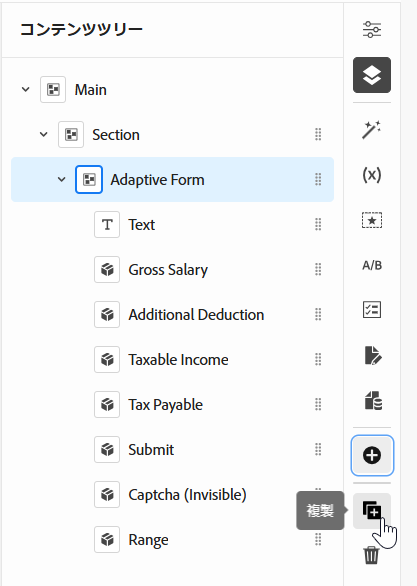 コンテンツツリー
Main
Section
Adaptive Form
T Text
Gross Salary
Additional Deduction
Taxable Income
Tax Payable
Submit
Captcha (Invisible)
Range
(x)
A/B
複製